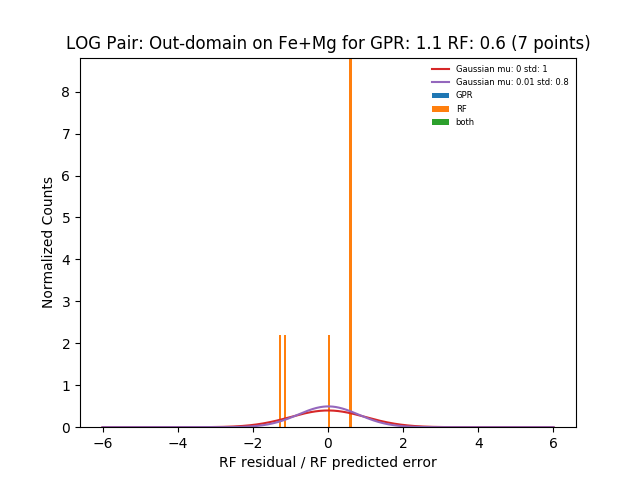 LOG Pair: Out-domain on Fe+Mg for GPR: 1.1 RF: 0.6 (7 points)
Gaussian mu: 0 std: 1
Gaussian mu: 0.01 std: 0.8
GPR
RF
both
Normalized Counts
8
7
6
5
4
3
2
1
0
−6 −4 −2 0 2 4 6
RF residual / RF predicted error